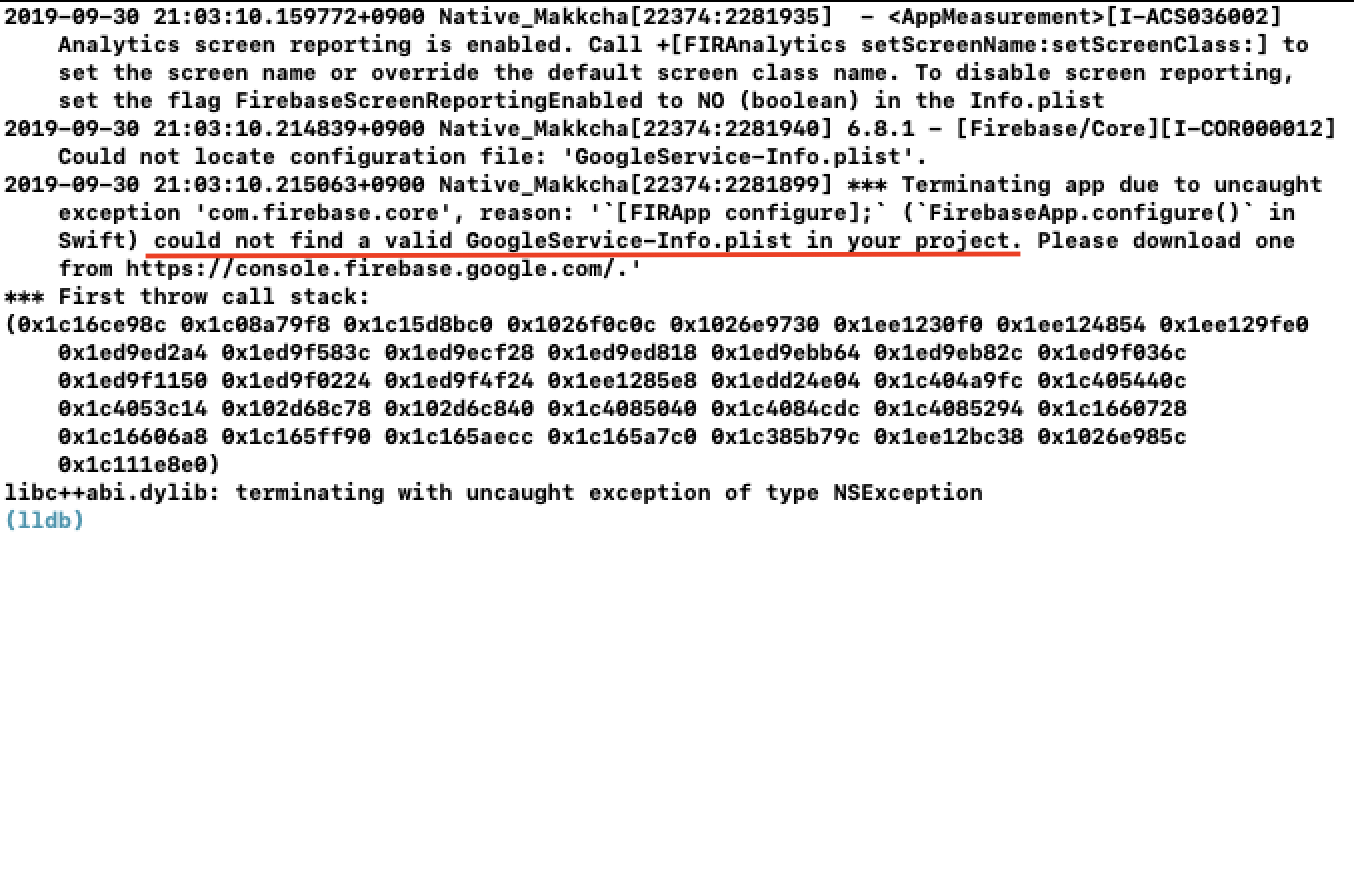 2019-09-30 21:03:10.159772+0900 Native_Makkcha[22374:2281935]  - <AppMeasurement>[I-ACS036002]
Analytics screen reporting is enabled. Call +[FIRAnalytics setScreenName:setScreenClass:] to
set the screen name or override the default screen class name. To disable screen reporting,
set the flag FirebaseScreenReportingEnabled to NO (boolean) in the Info.plist
2019-09-30 21:03:10.214839+0900 Native_Makkcha[22374:2281940] 6.8.1 - [Firebase/Core][I-COR000012]
Could not locate configuration file: 'GoogleService-Info.plist'.
2019-09-30 21:03:10.215063+0900 Native_Makkcha[22374:2281899] *** Terminating app due to uncaught
exception 'com.firebase.core', reason: '`[FIRApp configure];` (`FirebaseApp.configure()` in
Swift) could not find a valid GoogleService-Info.plist in your project. Please download one
from https://console.firebase.google.com/.'
*** First throw call stack:
(0x1c16ce98c 0x1c08a79f8 0x1c15d8bc0 0x1026f0c0c 0x1026e9730 0x1ee1230f0 0x1ee124854 0x1ee129fe0
0x1ed9ed2a4 0x1ed9f583c 0x1ed9ecf28 0x1ed9ed818 0x1ed9ebb64 0x1ed9eb82c 0x1ed9f036c
0x1ed9f1150 0x1ed9f0224 0x1ed9f4f24 0x1ee1285e8 0x1edd24e04 0x1c404a9fc 0x1c405440c
0x1c4053c14 0x102d68c78 0x102d6c840 0x1c4085040 0x1c4084cdc 0x1c4085294 0x1c1660728
0x1c16606a8 0x1c165ff90 0x1c165aecc 0x1c165a7c0 0x1c385b79c 0x1ee12bc38 0x1026e985c
0x1c111e8e0)
libc++abi.dylib: terminating with uncaught exception of type NSException
(lldb)